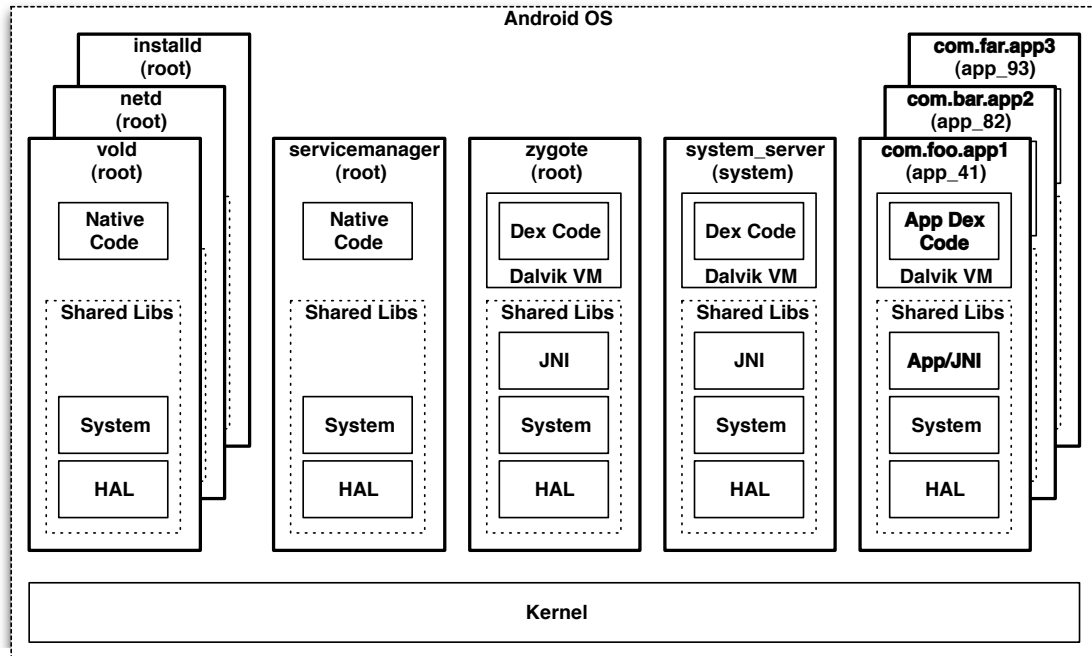 Android OS
installd
(root)
netd
(root)
vold
(root)
Native
Code
Shared Libs
System
HAL
servicemanager
(root)
Native
Code
Shared Libs
System
HAL
zygote
(root)
Dex Code
Dalvik VM
Shared Libs
JNI
System
HAL
system_server
(system)
Dex Code
Dalvik VM
Shared Libs
JNI
System
HAL
com.far.app3
(app_93)
com.bar.app2
(app_82)
com.foo.app1
(app_41)
App Dex
Code
Dalvik VM
Shared Libs
App/JNI
System
HAL
Kernel